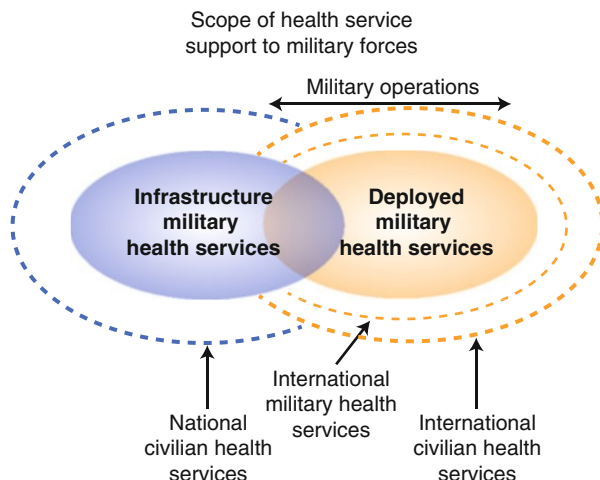 Scope of health service
support to military forces
Military operations
Infrastructure
military
health services
Deployed
military
health services
International
military health
services
National
civilian health
services
International
civilian health
services